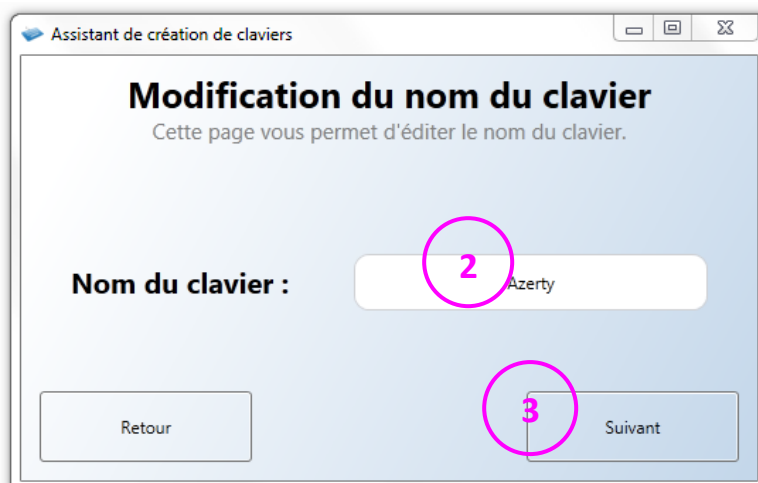 Assistant de création de claviers
Modification du nom du clavier
Cette page vous permet d'éditer le nom du clavier.
2
Nom du clavier :
Azerty
3
Retour
Suivant